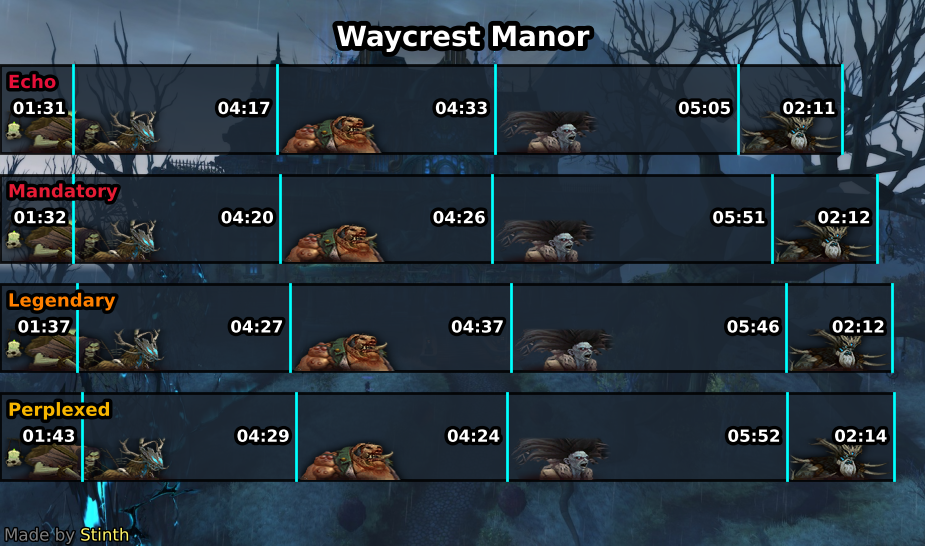 Waycrest Manor
Echo
01:31 04:17 04:33 05:05 02:11
Mandatory
01:32 04:20 04:26 05:51 02:12
Legendary
01:37 04:27 04:37 05:46 02:12
Perplexed
01:43 04:29 04:24 05:52 02:14
Made by Stinth